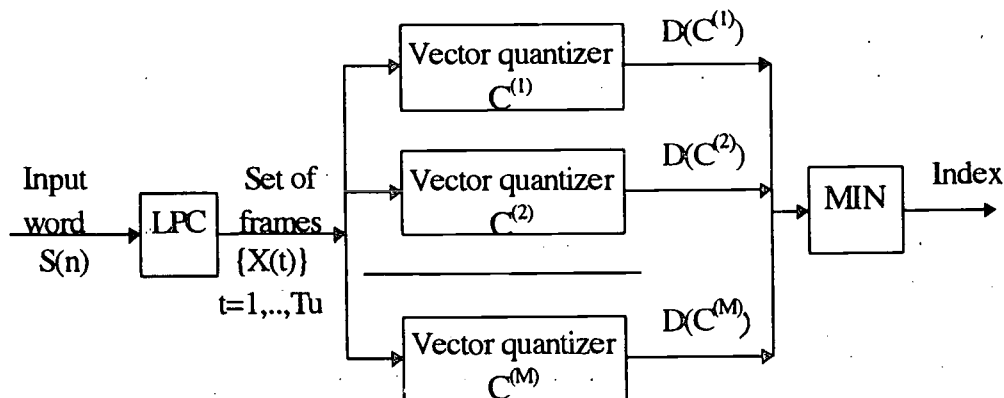 Input
word
S(n)
LPC
Set of
frames
{X(t)}
t=1,..,Tu
Vector quantizer
C⁽¹⁾
D(C⁽¹⁾)
Vector quantizer
C⁽²⁾
D(C⁽²⁾)
Vector quantizer
C⁽ᴹ⁾
D(C⁽ᴹ⁾)
MIN
Index